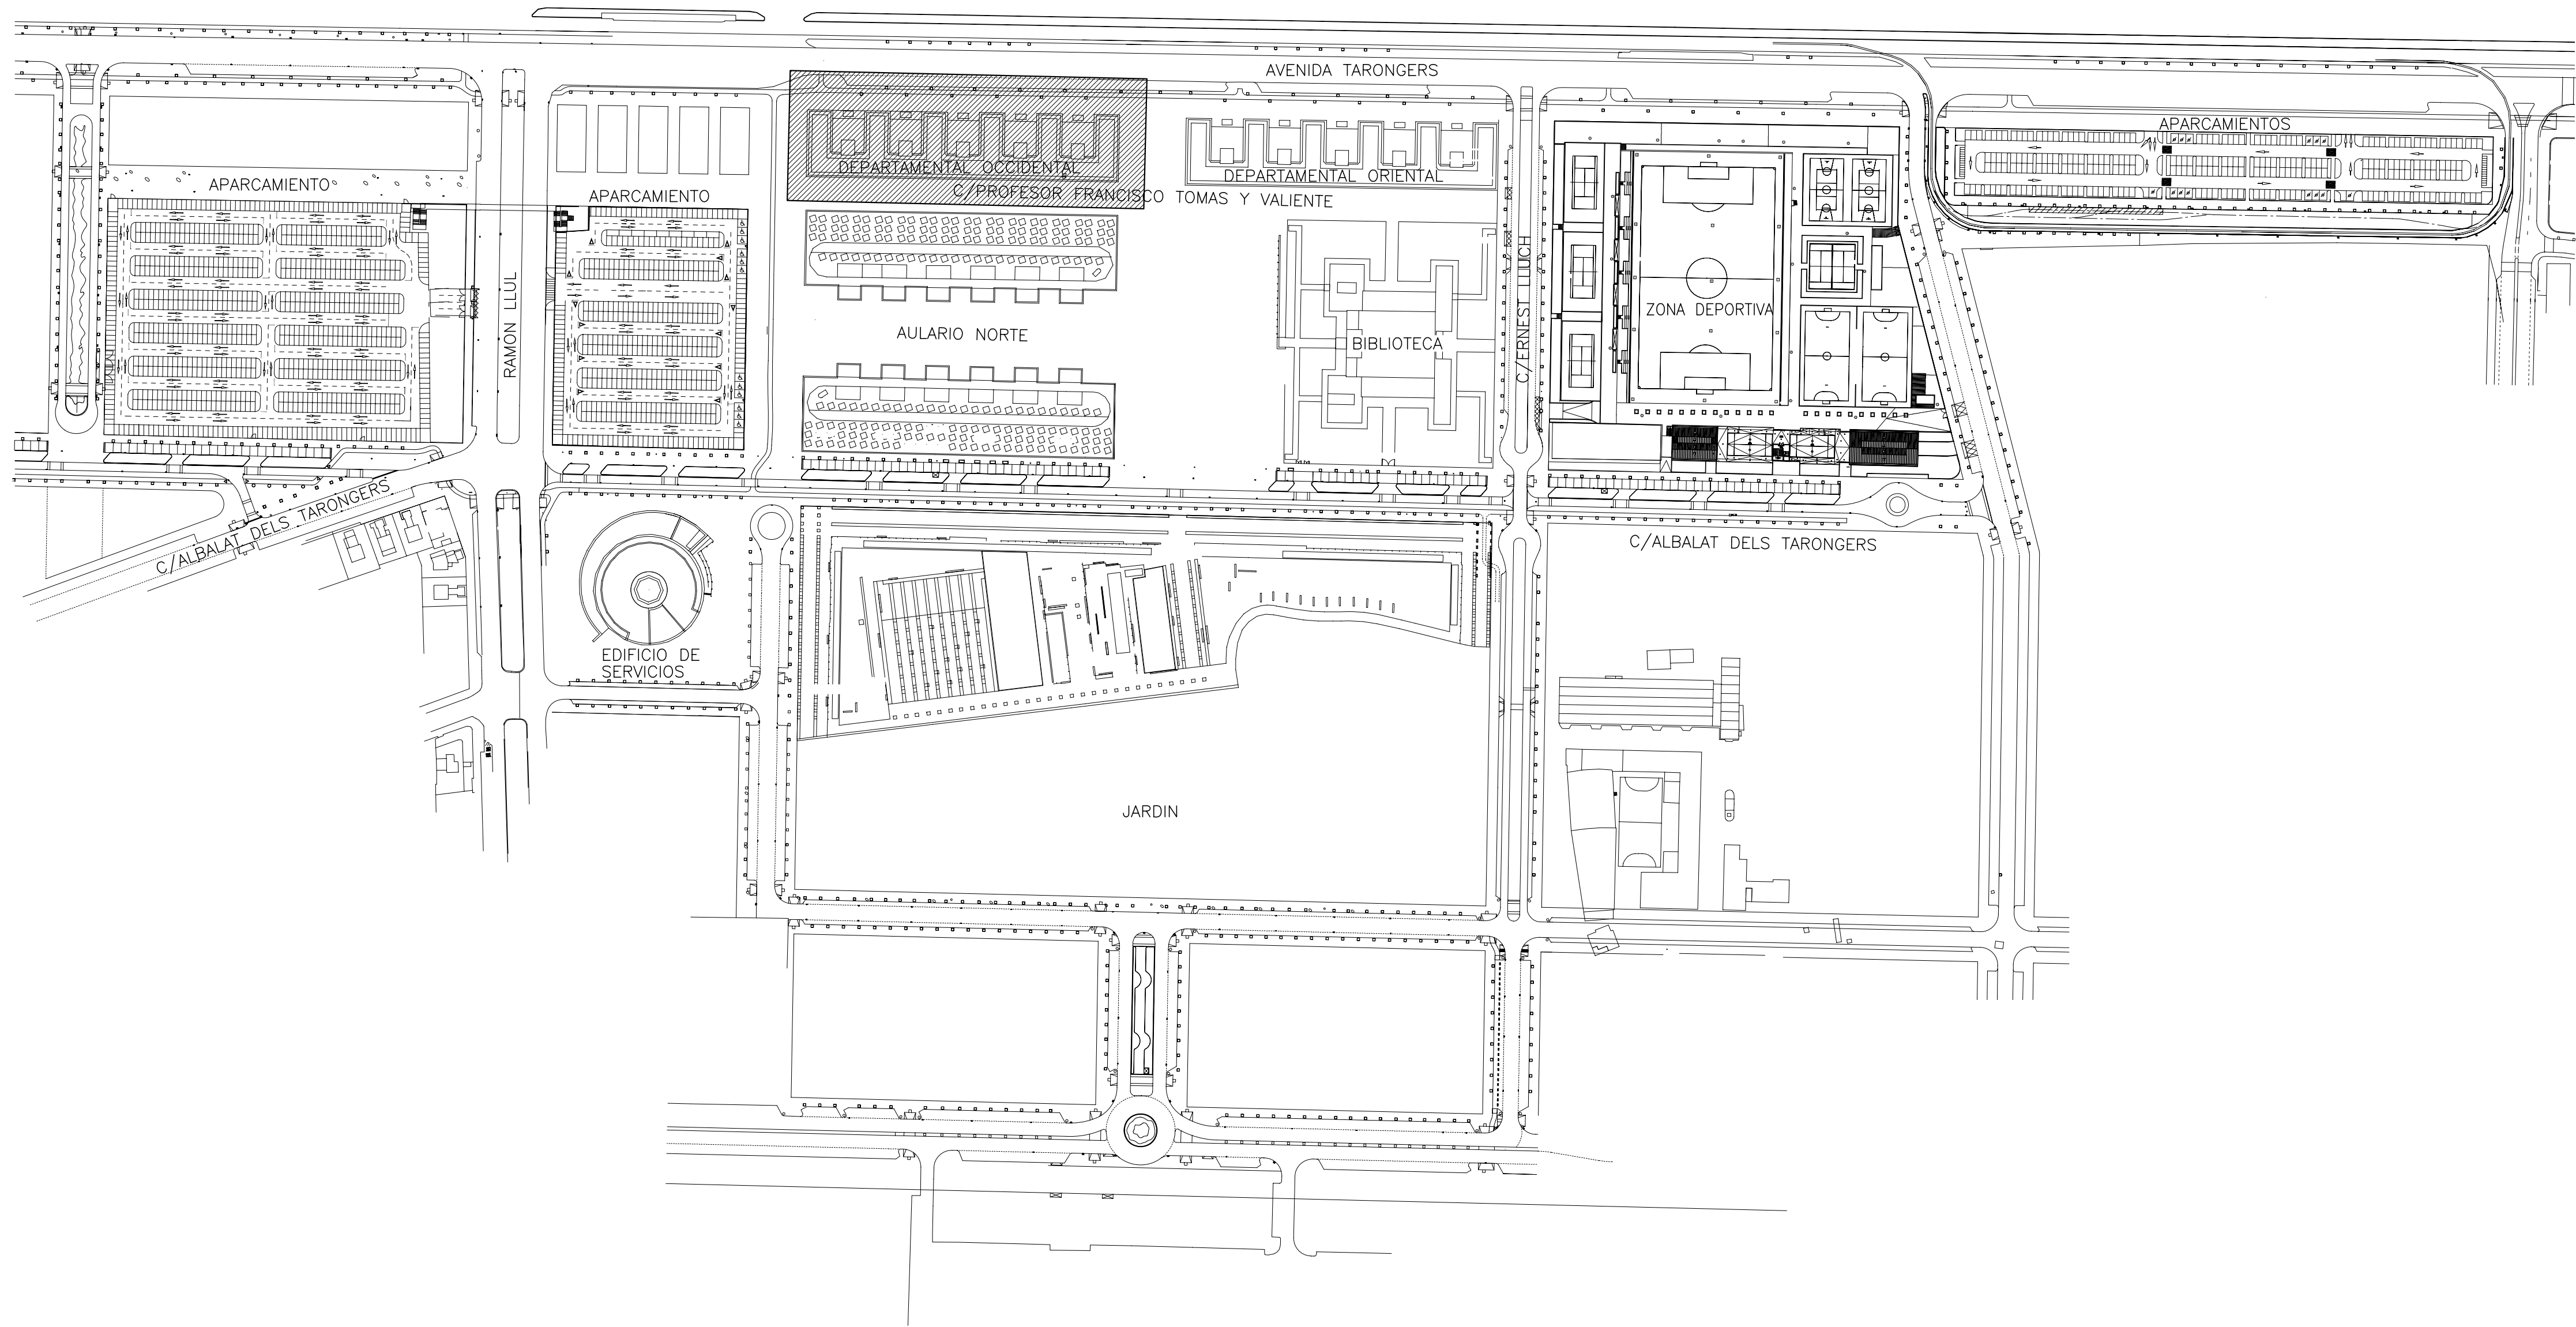 AVENIDA TARONGERS
APARCAMIENTOS
DEPARTAMENTAL OCCIDENTAL
DEPARTAMENTAL ORIENTAL
APARCAMIENTO
APARCAMIENTO
C/PROFESOR FRANCISCO TOMAS Y VALIENTE
RAMON LLUL
C/ERNEST LLUCH
ZONA DEPORTIVA
AULARIO NORTE
BIBLIOTECA
C/ALBALAT DELS TARONGERS
C/ALBALAT DELS TARONGERS
EDIFICIO DE
SERVICIOS
JARDIN